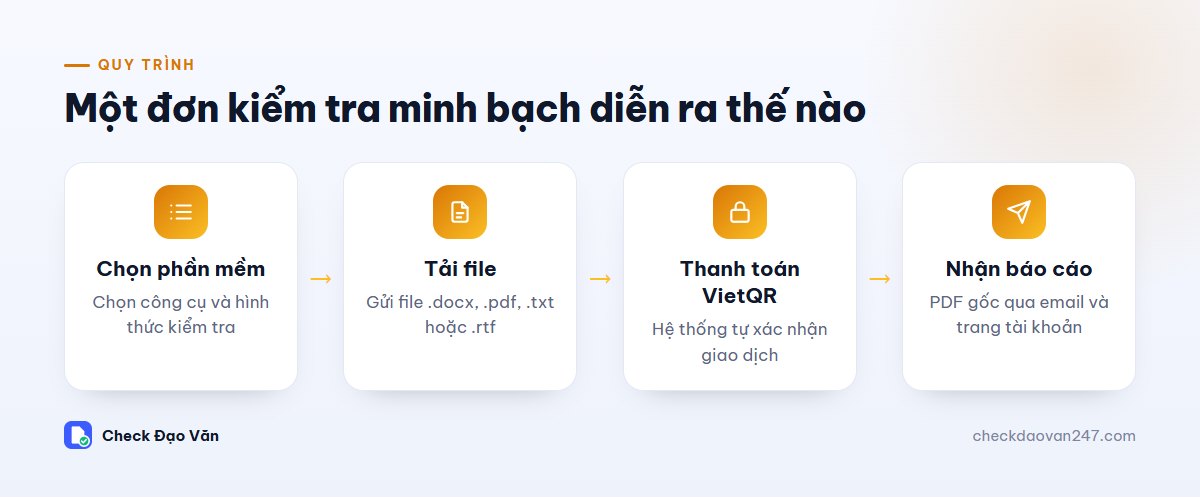 QUY TRÌNH
Một đơn kiểm tra minh bạch diễn ra thế nào
Chọn phần mềm
Chọn công cụ và hình
thức kiểm tra
Tải file
Gửi file .docx, .pdf, .txt
hoặc .rtf
Thanh toán
VietQR
Hệ thống tự xác nhận
giao dịch
Nhận báo cáo
PDF gốc qua email và
trang tài khoản
Check Đạo Văn
checkdaovan247.com